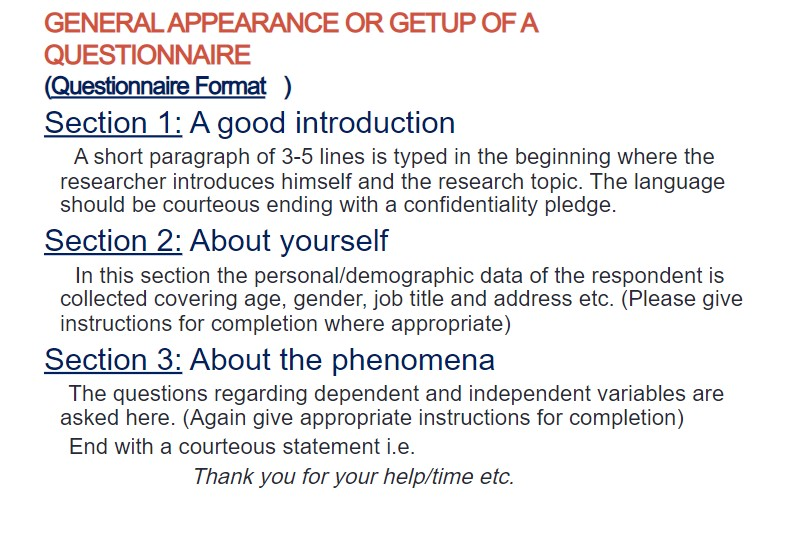 GENERAL APPEARANCE OR GETUP OF A
QUESTIONNAIRE
(Questionnaire Format )
Section 1: A good introduction
A short paragraph of 3-5 lines is typed in the beginning where the
researcher introduces himself and the research topic. The language
should be courteous ending with a confidentiality pledge.
Section 2: About yourself
In this section the personal/demographic data of the respondent is
collected covering age, gender, job title and address etc. (Please give
instructions for completion where appropriate)
Section 3: About the phenomena
The questions regarding dependent and independent variables are
asked here. (Again give appropriate instructions for completion)
End with a courteous statement i.e.
Thank you for your help/time etc.